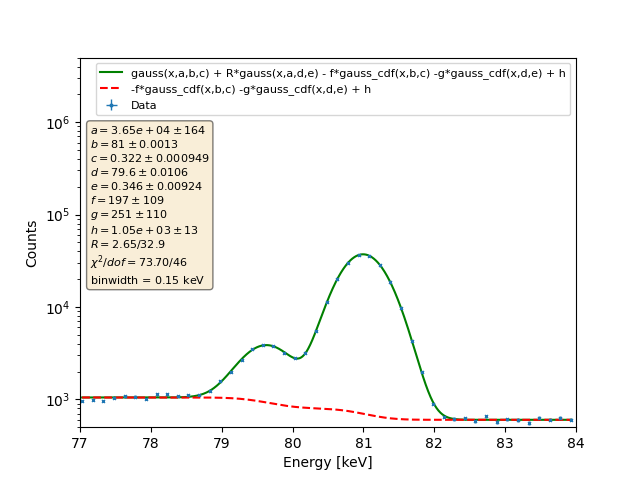 gauss(x,a,b,c) + R*gauss(x,a,d,e) - f*gauss_cdf(x,b,c) -g*gauss_cdf(x,d,e) + h
-f*gauss_cdf(x,b,c) -g*gauss_cdf(x,d,e) + h
Data
a = 3.65e + 04 ± 164
b = 81 ± 0.0013
c = 0.322 ± 0.000949
d = 79.6 ± 0.0106
e = 0.346 ± 0.00924
f = 197 ± 109
g = 251 ± 110
h = 1.05e + 03 ± 13
R = 2.65/32.9
χ²/dof = 73.70/46
binwidth = 0.15 keV
10⁶
10⁵
10⁴
10³
Counts
77 78 79 80 81 82 83 84
Energy [keV]